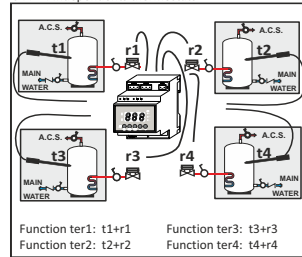 A.C.S.
t1
r1
r2
A.C.S.
t2
MAIN
WATER
MAIN
WATER
888
A.C.S.
t3
r3
r4
A.C.S.
t4
MAIN
WATER
MAIN
WATER
Function ter1: t1+r1
Function ter3: t3+r3
Function ter2: t2+r2
Function ter4: t4+r4